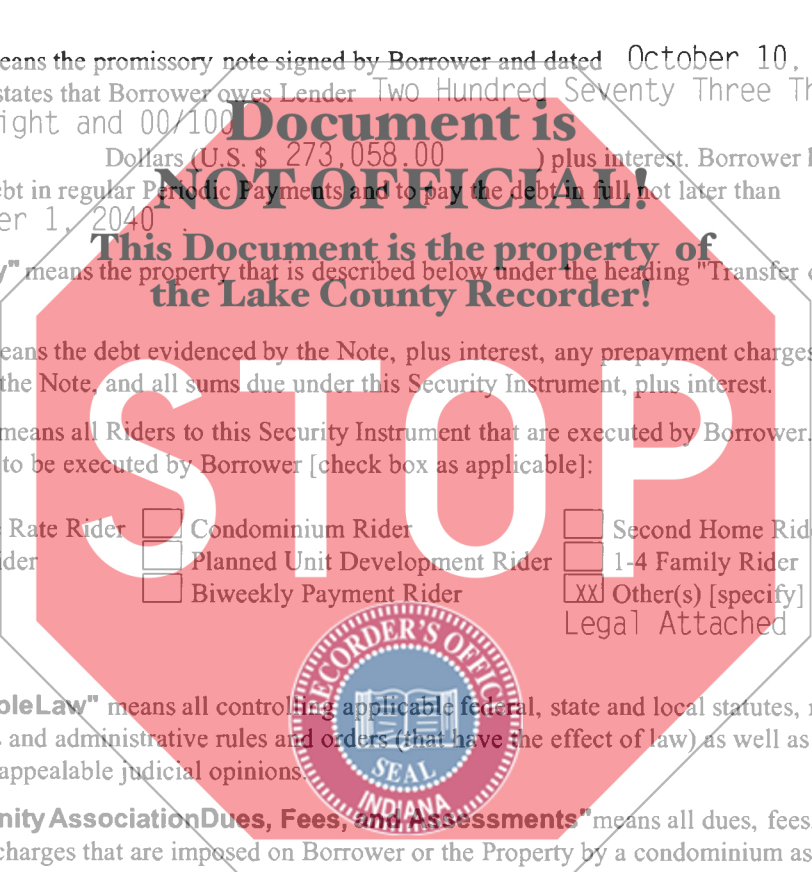 eans the promissory note signed by Borrower and dated October 10,
states that Borrower owes Lender Two Hundred Seventy Three Th
ight and 00/100
Document is
Dollars (U.S. $ 273,058.00 ) plus interest. Borrower
ebt in regular Periodic Payments and to pay the debt in full not later than
NOT OFFICIAL!
er 1, 2040 .
This Document is the property of
y" means the property that is described below under the heading "Transfer
the Lake County Recorder!
eans the debt evidenced by the Note, plus interest, any prepayment charges
the Note, and all sums due under this Security Instrument, plus interest.
means all Riders to this Security Instrument that are executed by Borrower.
to be executed by Borrower [check box as applicable]:
STOP
Rate Rider Condominium Rider Second Home Rid
ider Planned Unit Development Rider 1-4 Family Rider
Biweekly Payment Rider XX Other(s) [specify]
Legal Attached
RECORDER'S OFFICE
SEAL
INDIANA
ble Law" means all controlling applicable federal, state and local statutes,
and administrative rules and orders (that have the effect of law) as well as
appealable judicial opinions.
nity Association Dues, Fees, and Assessments" means all dues, fees
charges that are imposed on Borrower or the Property by a condominium as